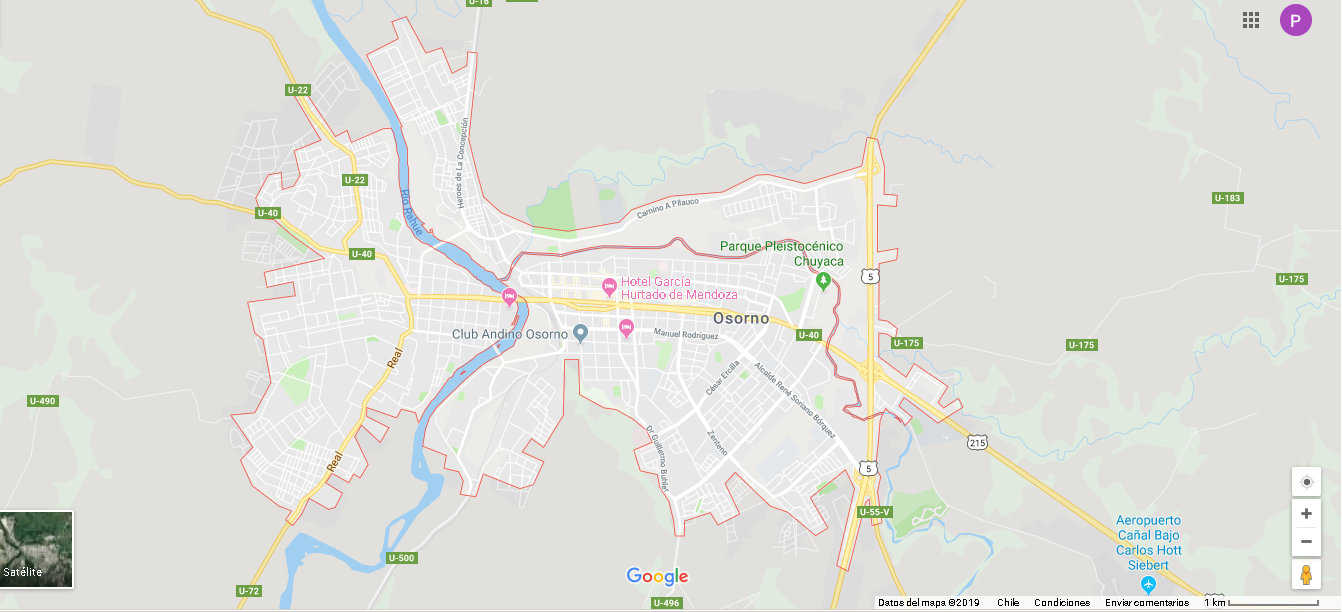 U-16
P
U-22
Heroes de La Concepción
U-22
U-183
U-40
Río Rahue
Camino A Pilauco
U-40
Parque Pleistocénico
Chuyaca
5
U-175
Hotel García
Hurtado de Mendoza
Osorno
Club Andino Osorno
Manuel Rodríguez
U-40
U-175
U-175
Real
César Ercilla
Alcalde René Soriano Bórquez
U-490
Dr Guillermo Buhler
Zenteno
215
Real
5
U-55-V
Aeropuerto
Cañal Bajo
Carlos Hott
Siebert
U-500
Satélite
Google
U-72
U-496
Datos del mapa ©2019 Chile Condiciones Enviar comentarios 1 km